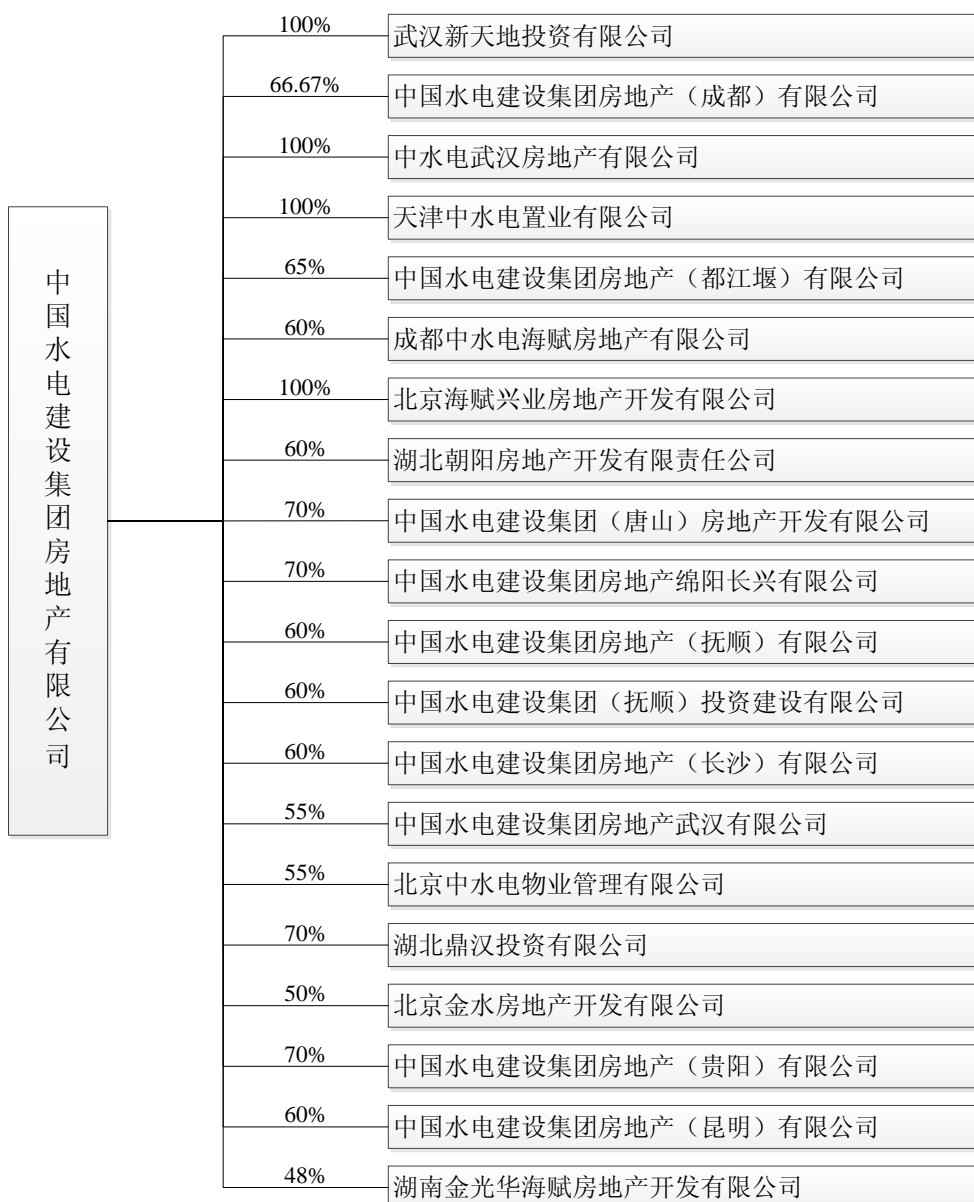 中国水电建设集团房地产有限公司
100%
武汉新天地投资有限公司
66.67%
中国水电建设集团房地产（成都）有限公司
100%
中水电武汉房地产有限公司
100%
天津中水电置业有限公司
65%
中国水电建设集团房地产（都江堰）有限公司
60%
成都中水电海赋房地产有限公司
100%
北京海赋兴业房地产开发有限公司
60%
湖北朝阳房地产开发有限责任公司
70%
中国水电建设集团（唐山）房地产开发有限公司
70%
中国水电建设集团房地产绵阳长兴有限公司
60%
中国水电建设集团房地产（抚顺）有限公司
60%
中国水电建设集团（抚顺）投资建设有限公司
60%
中国水电建设集团房地产（长沙）有限公司
55%
中国水电建设集团房地产武汉有限公司
55%
北京中水电物业管理有限公司
70%
湖北鼎汉投资有限公司
50%
北京金水房地产开发有限公司
70%
中国水电建设集团房地产（贵阳）有限公司
60%
中国水电建设集团房地产（昆明）有限公司
48%
湖南金光华海赋房地产开发有限公司